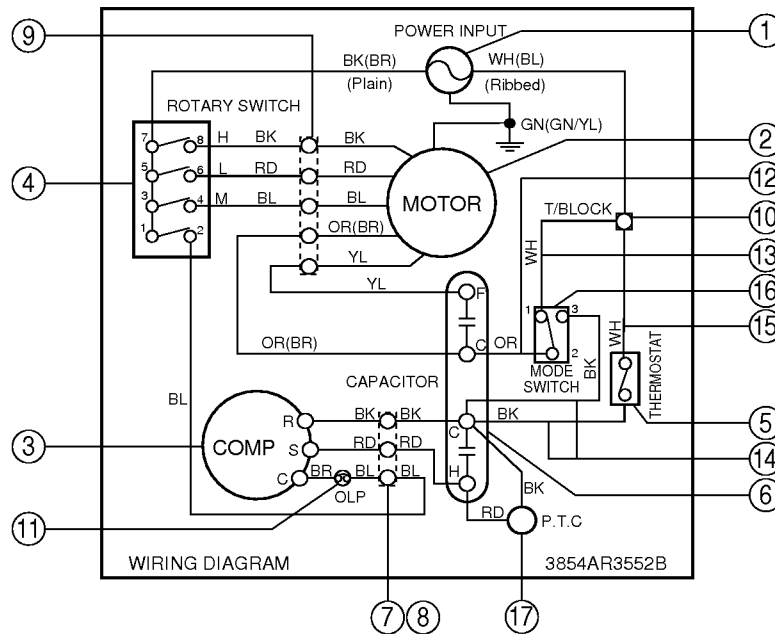 9
POWER INPUT
1
BK(BR)
WH(BL)
(Plain)
(Ribbed)
ROTARY SWITCH
GN(GN/YL)
7
8
H
BK
BK
2
5
6
L
RD
RD
12
4
3
4
M
BL
BL
MOTOR
T/BLOCK
10
1
2
OR(BR)
WH
13
YL
16
YL
F
1
3
15
OR(BR)
C
OR
2
BK
WH
MODE
SWITCH
THERMOSTAT
BL
CAPACITOR
R
BK
BK
C
BK
5
3
COMP
S
RD
RD
14
C
BR
BL
BL
H
BK
6
11
OLP
RD
P.T.C
WIRING DIAGRAM
3854AR3552B
7
8
17